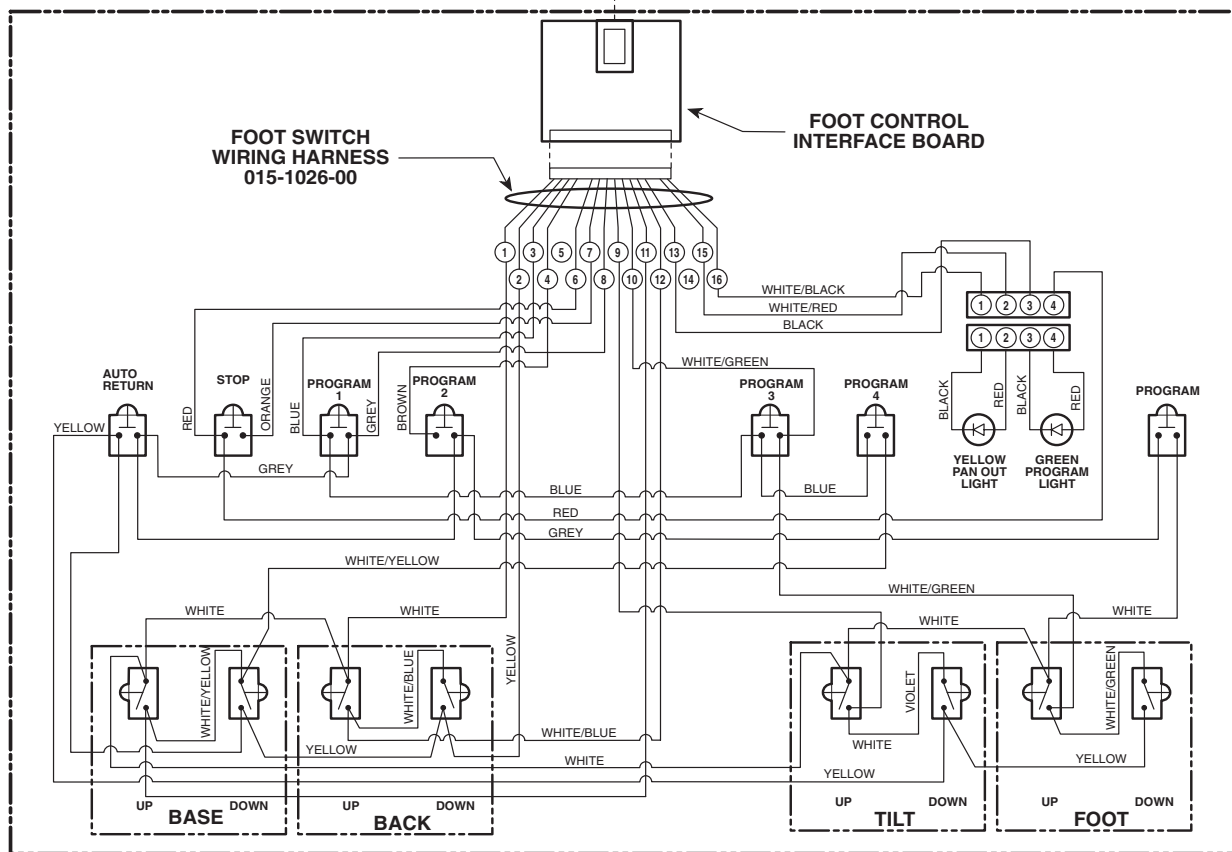 FOOT SWITCH
WIRING HARNESS
015-1026-00
FOOT CONTROL
INTERFACE BOARD
1 3 5 7 9 11 13 15
2 4 6 8 10 12 14 16
WHITE/BLACK
WHITE/RED
BLACK
1 2 3 4
1 2 3 4
WHITE/GREEN
AUTO
RETURN
STOP
PROGRAM
1
PROGRAM
2
PROGRAM
3
PROGRAM
4
PROGRAM
YELLOW
RED
ORANGE
BLUE
GREY
BROWN
BLACK
RED
BLACK
RED
YELLOW
PAN OUT
LIGHT
GREEN
PROGRAM
LIGHT
GREY
BLUE
BLUE
RED
GREY
WHITE/YELLOW
WHITE/GREEN
WHITE
WHITE
WHITE
WHITE
YELLOW
WHITE/YELLOW
WHITE/BLUE
VIOLET
WHITE/GREEN
WHITE/BLUE
WHITE
YELLOW
WHITE
YELLOW
YELLOW
UP
DOWN
BASE
UP
DOWN
BACK
UP
DOWN
TILT
UP
DOWN
FOOT